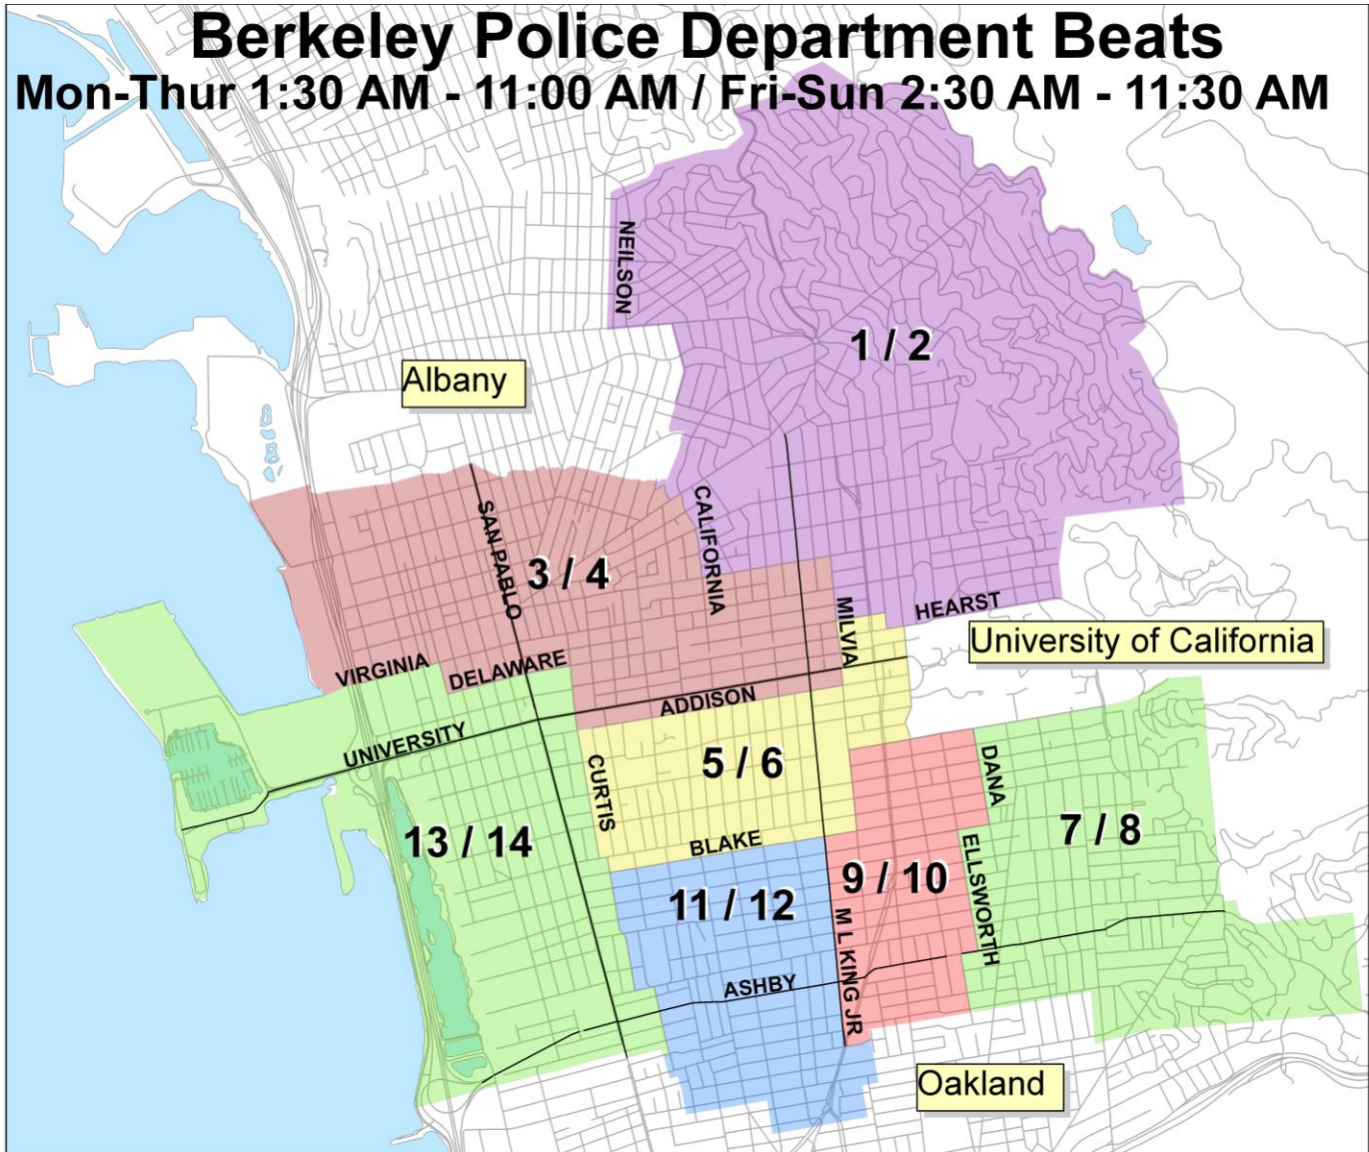 Berkeley Police Department Beats
Mon-Thur 1:30 AM - 11:00 AM / Fri-Sun 2:30 AM - 11:30 AM
NEILSON
1 / 2
Albany
CALIFORNIA
SAN PABLO
3 / 4
MILVIA
HEARST
University of California
VIRGINIA
DELAWARE
ADDISON
UNIVERSITY
CURTIS
5 / 6
DANA
13 / 14
BLAKE
7 / 8
ELLSWORTH
11 / 12
9 / 10
M L KING JR
ASHBY
Oakland